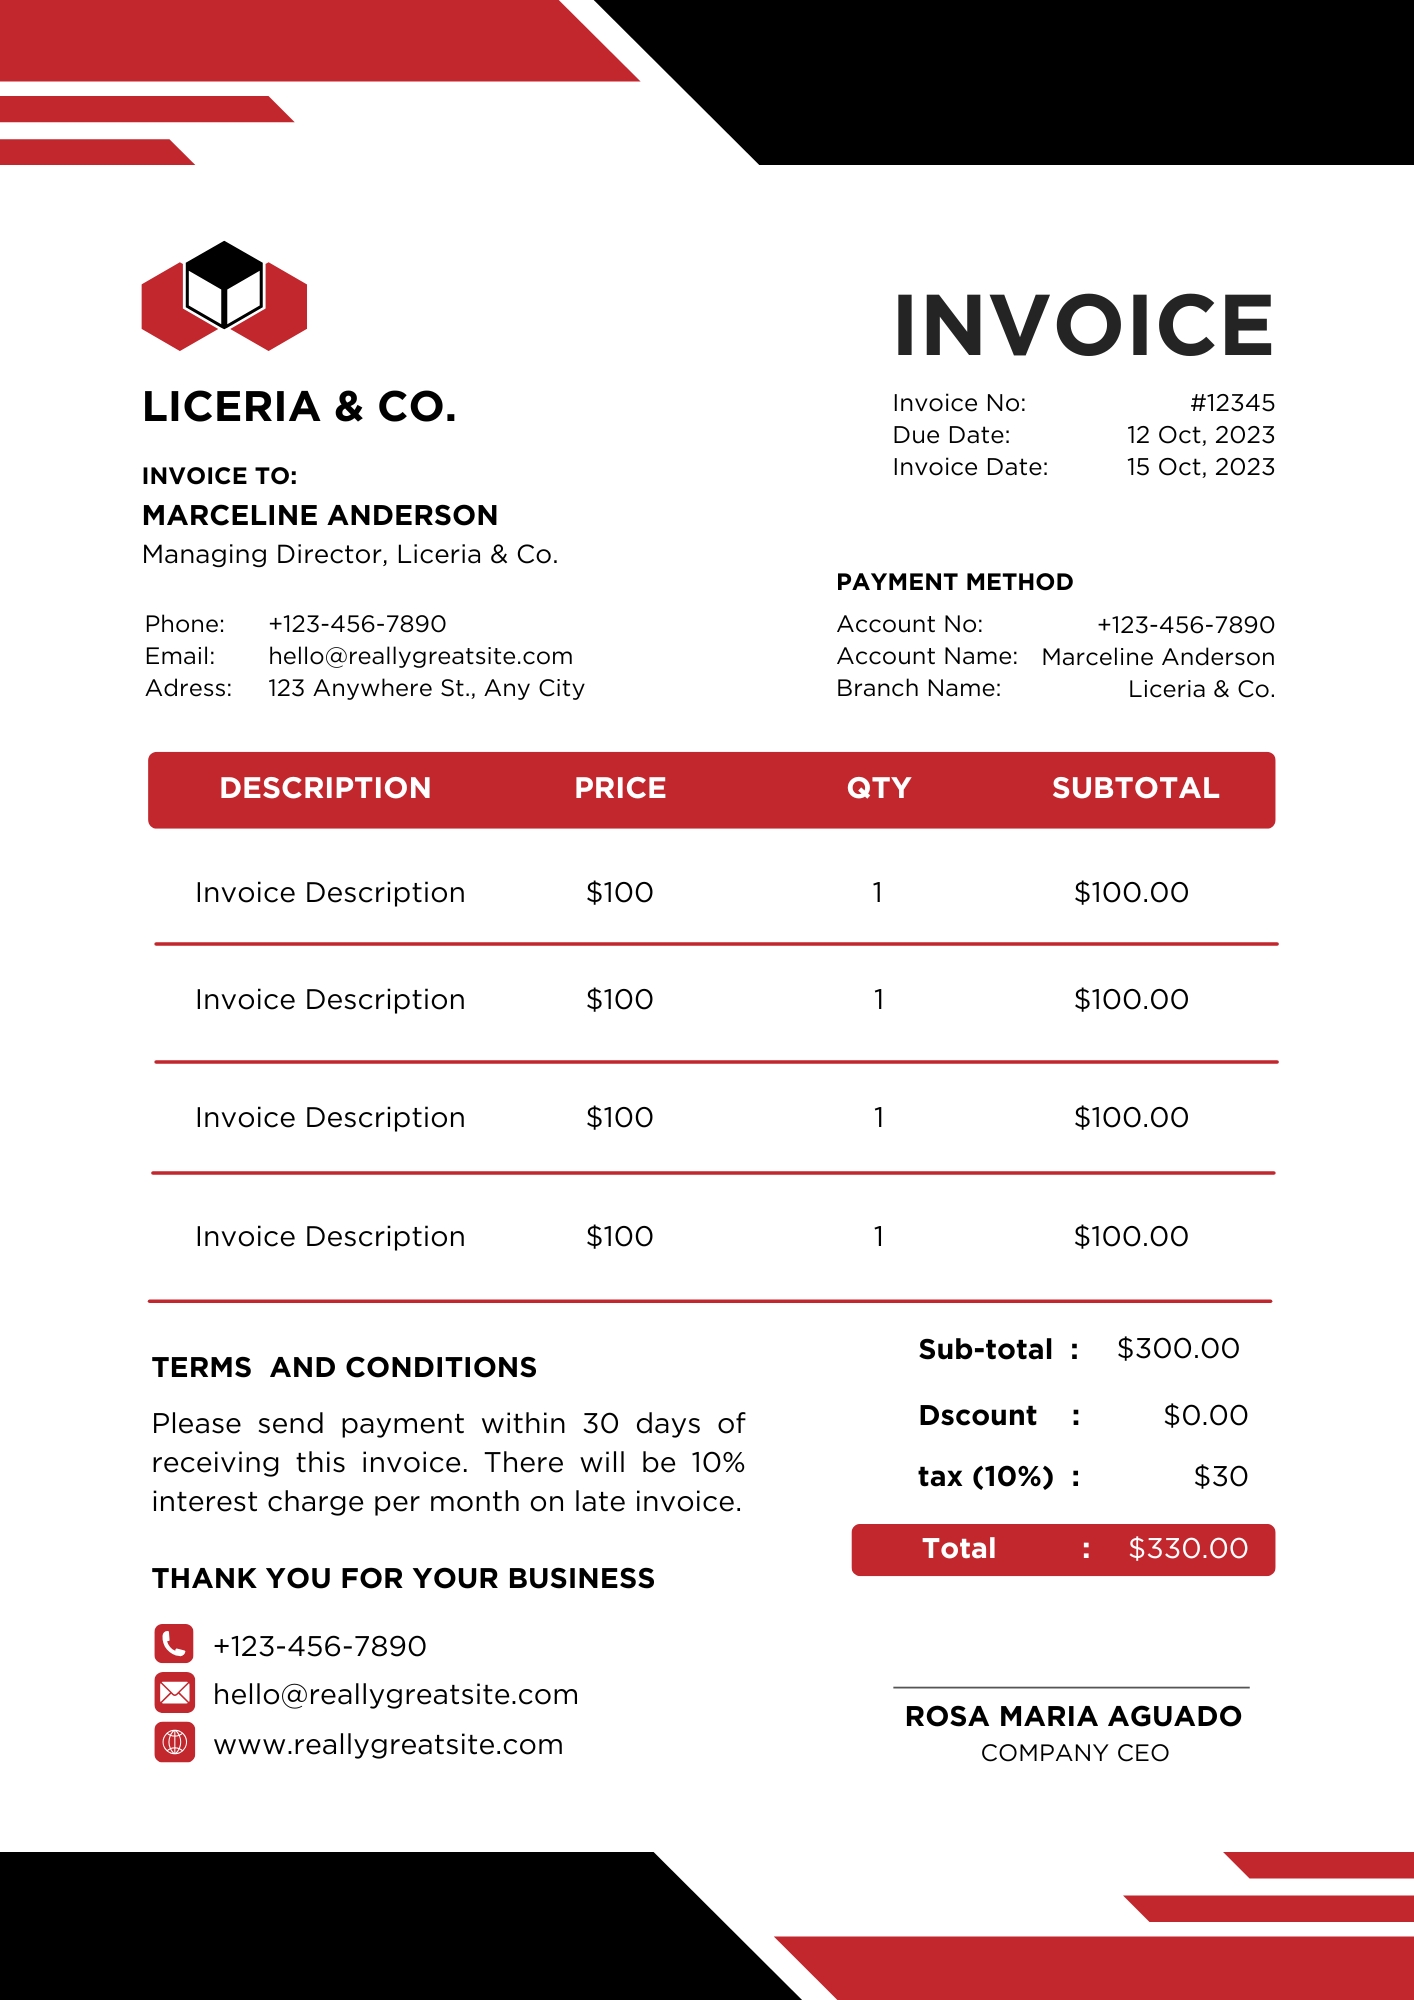 LICERIA & CO.
INVOICE
Invoice No: #12345
Due Date: 12 Oct, 2023
Invoice Date: 15 Oct, 2023
INVOICE TO:
MARCELINE ANDERSON
Managing Director, Liceria & Co.
Phone: +123-456-7890
Email: hello@reallygreatsite.com
Adress: 123 Anywhere St., Any City
PAYMENT METHOD
Account No: +123-456-7890
Account Name: Marceline Anderson
Branch Name: Liceria & Co.
DESCRIPTION PRICE QTY SUBTOTAL
Invoice Description $100 1 $100.00
Invoice Description $100 1 $100.00
Invoice Description $100 1 $100.00
Invoice Description $100 1 $100.00
Sub-total : $300.00
Dscount : $0.00
tax (10%) : $30
Total : $330.00
TERMS AND CONDITIONS
Please send payment within 30 days of
receiving this invoice. There will be 10%
interest charge per month on late invoice.
THANK YOU FOR YOUR BUSINESS
+123-456-7890
hello@reallygreatsite.com
www.reallygreatsite.com
ROSA MARIA AGUADO
COMPANY CEO